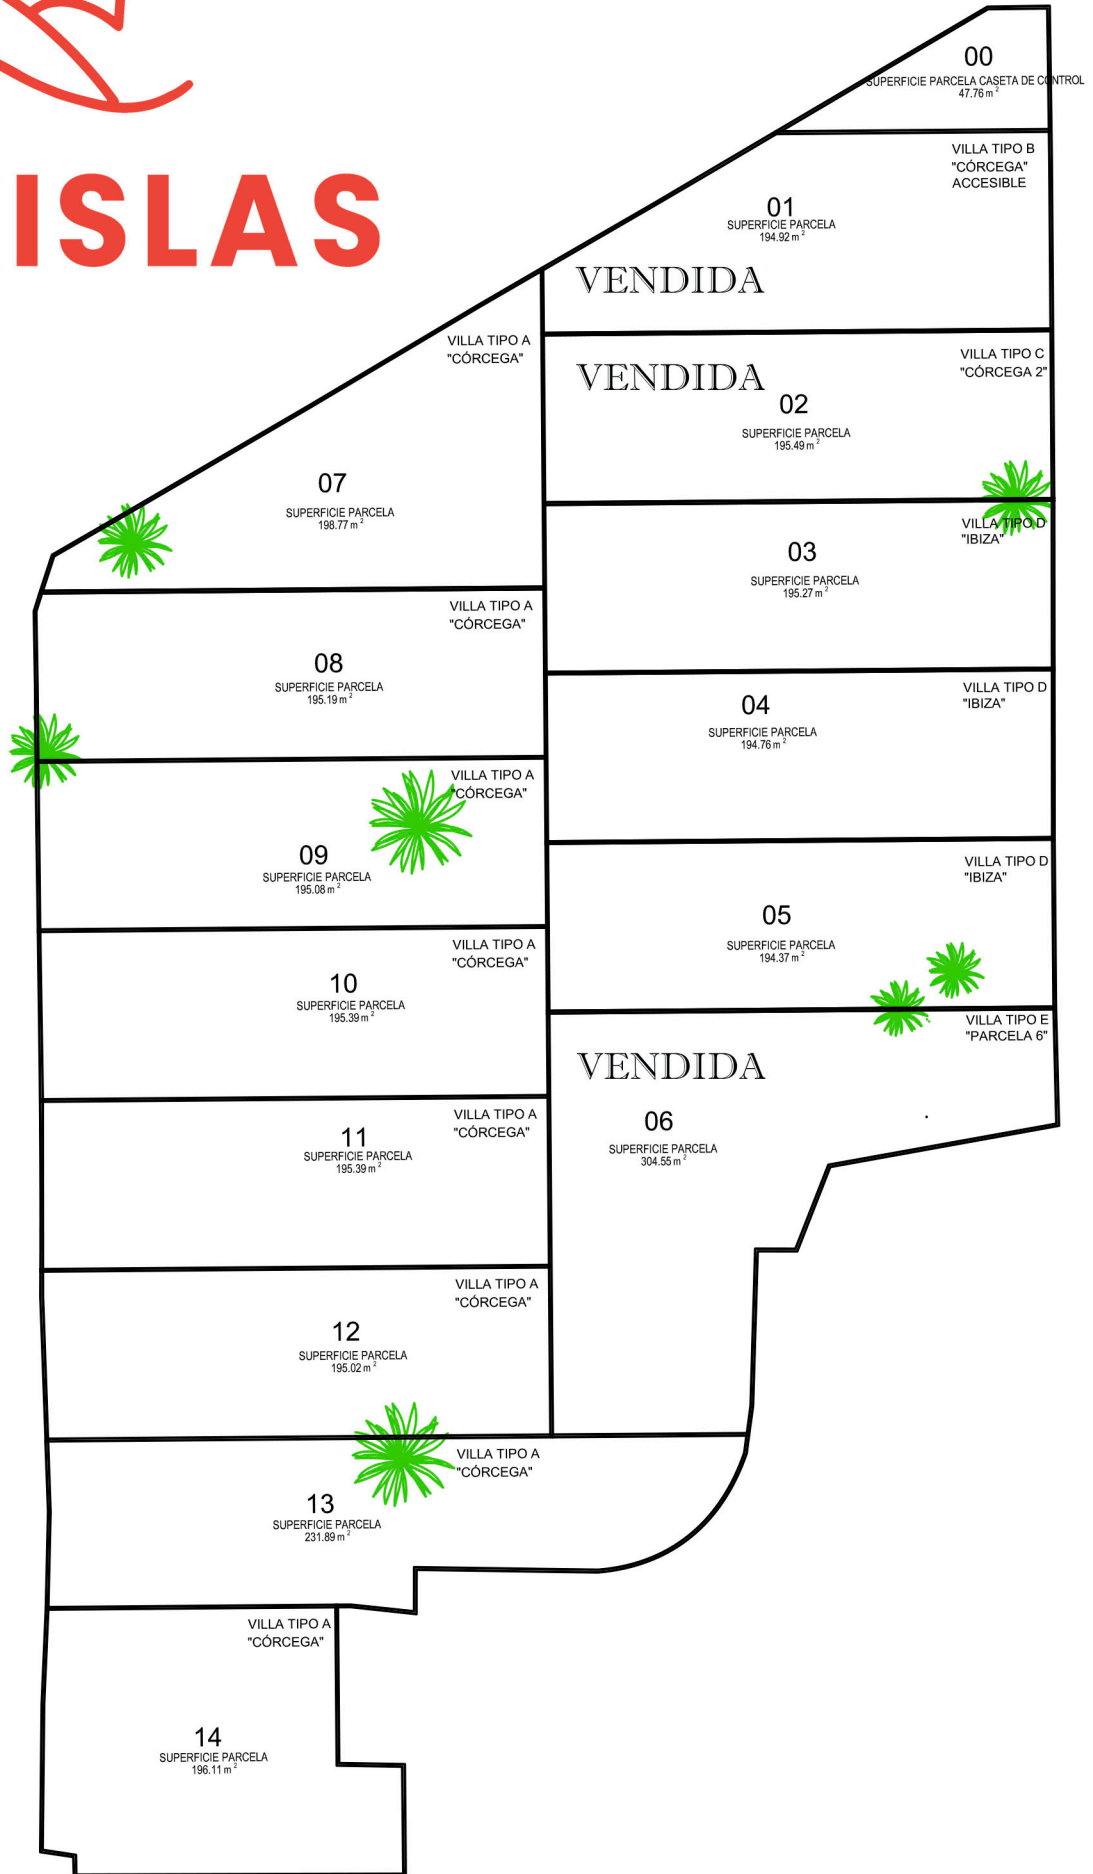 ISLAS
00
SUPERFICIE PARCELA CASETA DE CONTROL
47.76 m²
VILLA TIPO B
"CÓRCEGA"
ACCESIBLE
01
SUPERFICIE PARCELA
194.92 m²
VENDIDA
VILLA TIPO C
"CÓRCEGA 2"
VENDIDA
02
SUPERFICIE PARCELA
195.49 m²
VILLA TIPO D
"IBIZA"
03
SUPERFICIE PARCELA
195.27 m²
VILLA TIPO D
"IBIZA"
04
SUPERFICIE PARCELA
194.76 m²
VILLA TIPO D
"IBIZA"
05
SUPERFICIE PARCELA
194.37 m²
VILLA TIPO E
"PARCELA 6"
VENDIDA
06
SUPERFICIE PARCELA
304.55 m²
VILLA TIPO A
"CÓRCEGA"
07
SUPERFICIE PARCELA
198.77 m²
VILLA TIPO A
"CÓRCEGA"
08
SUPERFICIE PARCELA
195.19 m²
VILLA TIPO A
"CÓRCEGA"
09
SUPERFICIE PARCELA
195.08 m²
VILLA TIPO A
"CÓRCEGA"
10
SUPERFICIE PARCELA
195.39 m²
VILLA TIPO A
"CÓRCEGA"
11
SUPERFICIE PARCELA
195.39 m²
VILLA TIPO A
"CÓRCEGA"
12
SUPERFICIE PARCELA
195.02 m²
VILLA TIPO A
"CÓRCEGA"
13
SUPERFICIE PARCELA
231.89 m²
VILLA TIPO A
"CÓRCEGA"
14
SUPERFICIE PARCELA
196.11 m²